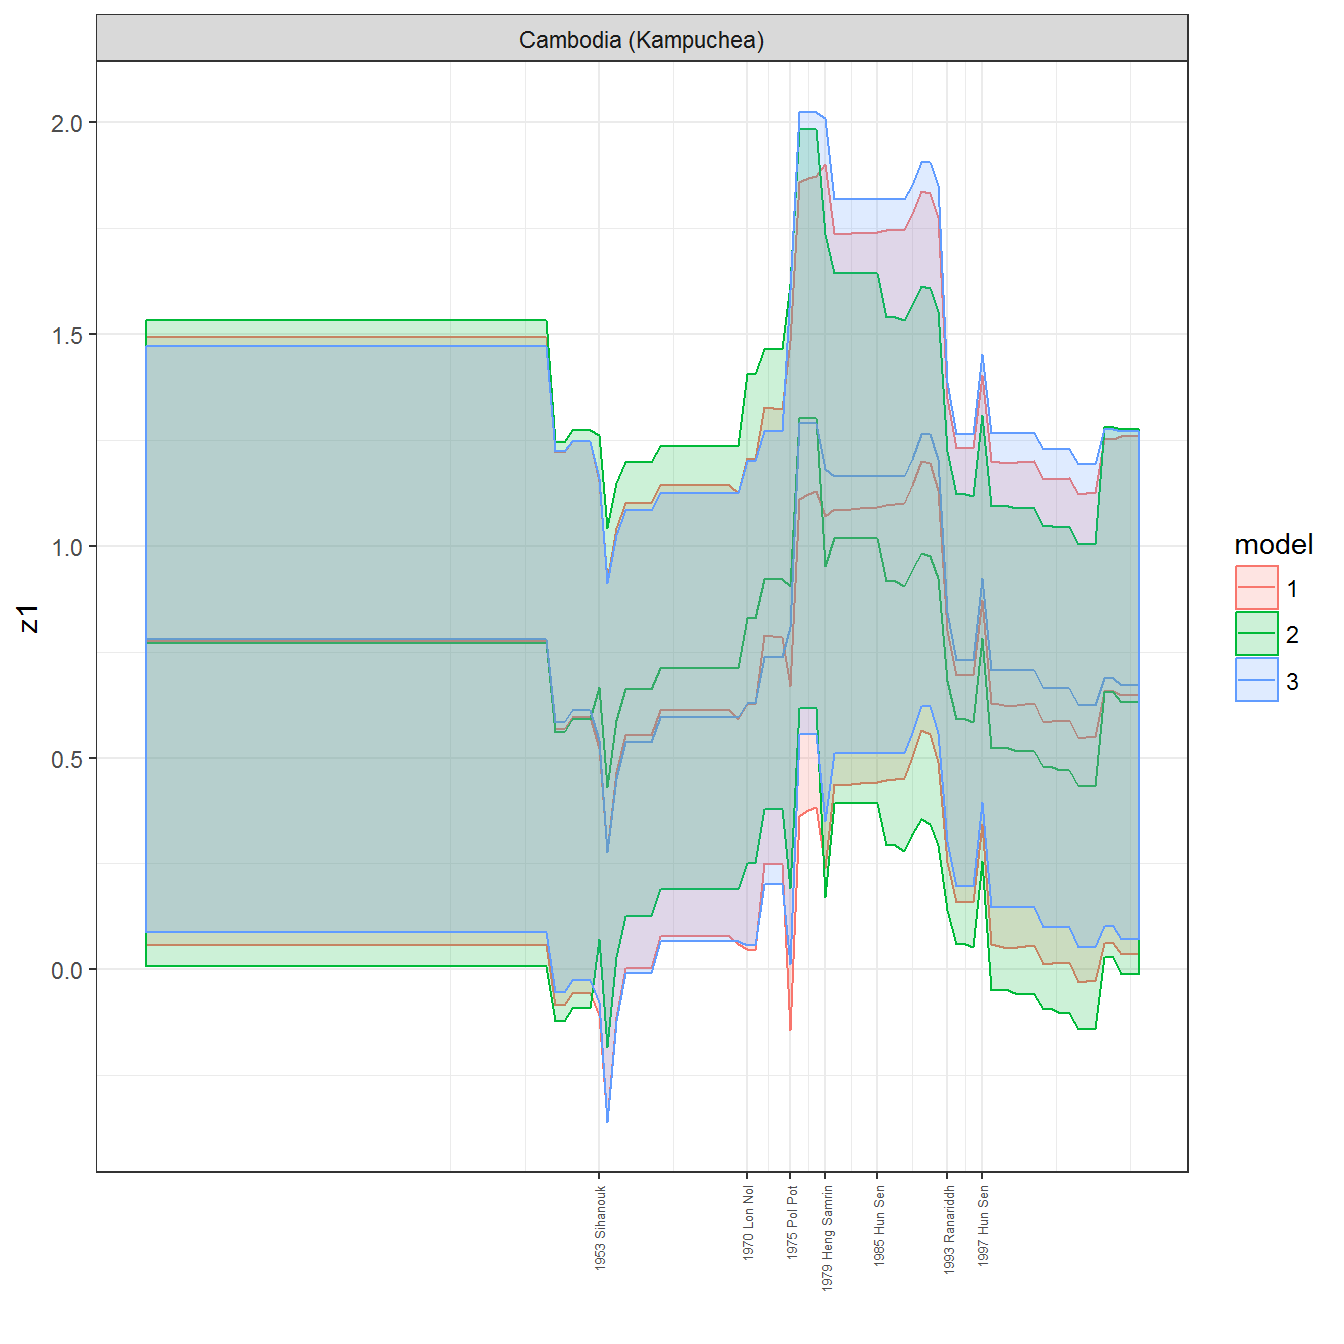 Cambodia (Kampuchea)
2.0
1.5
1.0
0.5
0.0
z1
model
1
2
3
1953 Sihanouk
1970 Lon Nol
1975 Pol Pot
1979 Heng Samrin
1985 Hun Sen
1993 Ranariddh
1997 Hun Sen